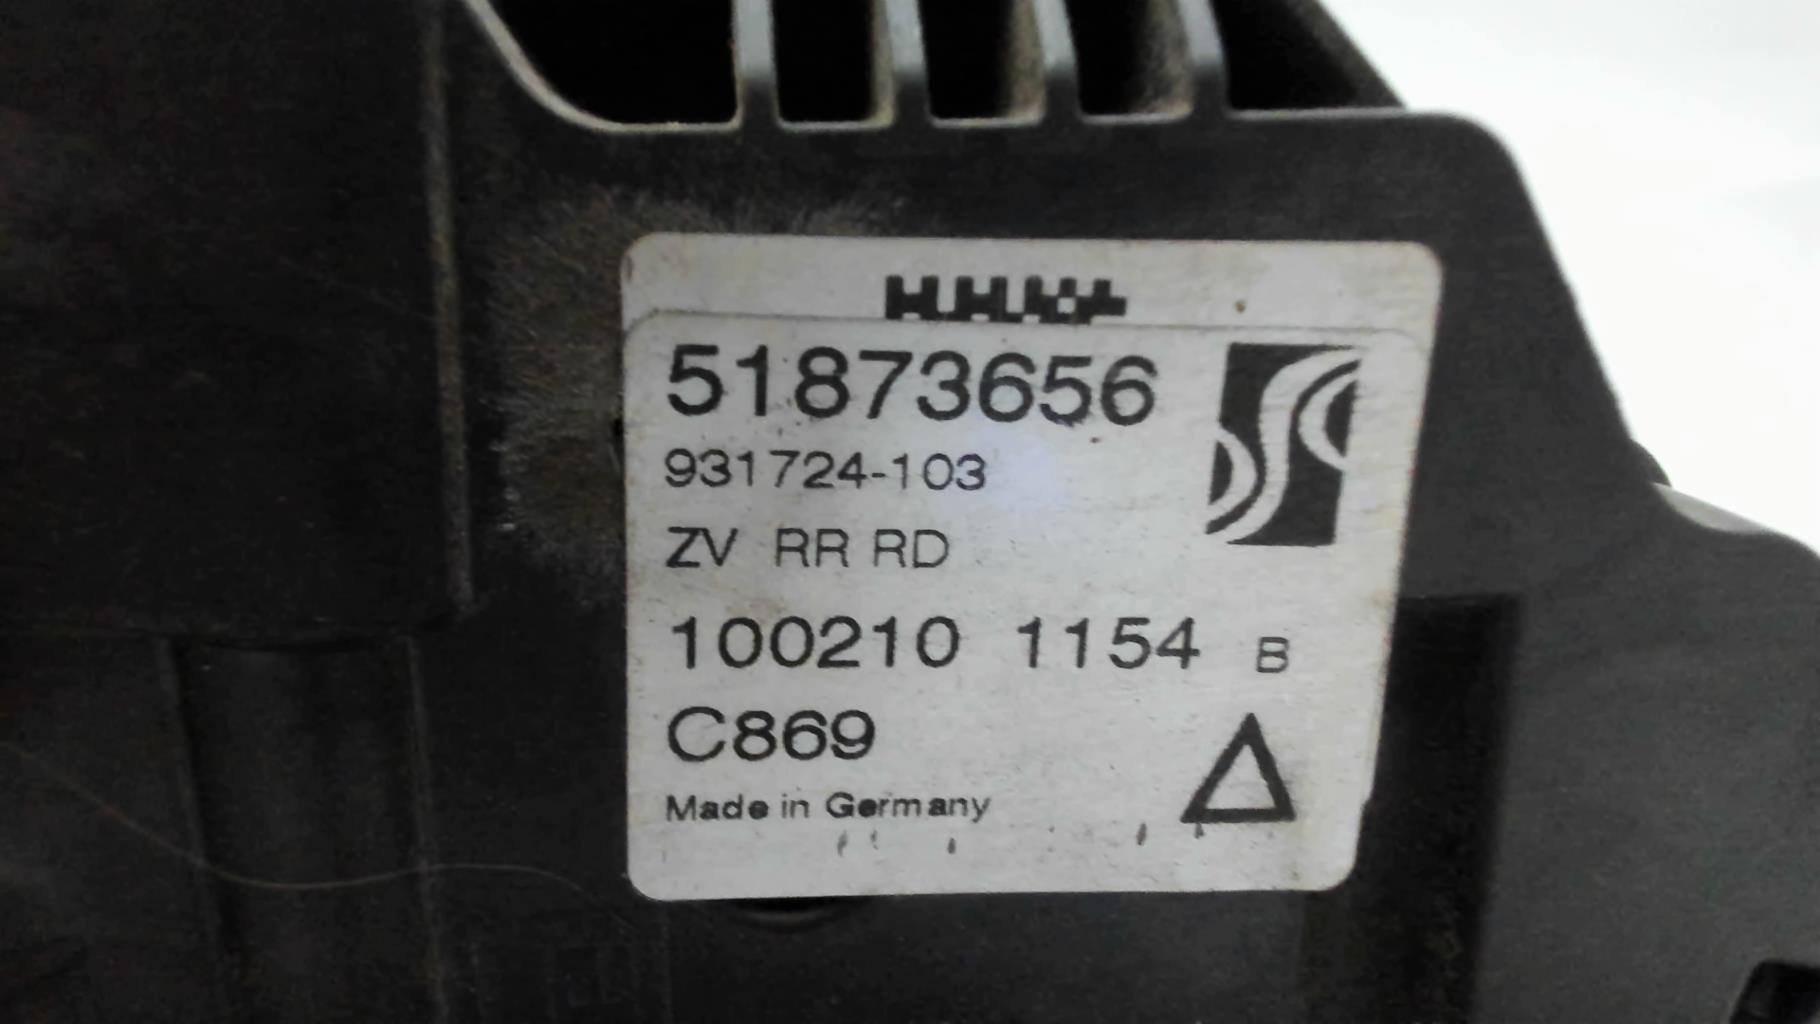 51873656
931724-103
ZV RR RD
100210 1154 B
C869
Made in Germany